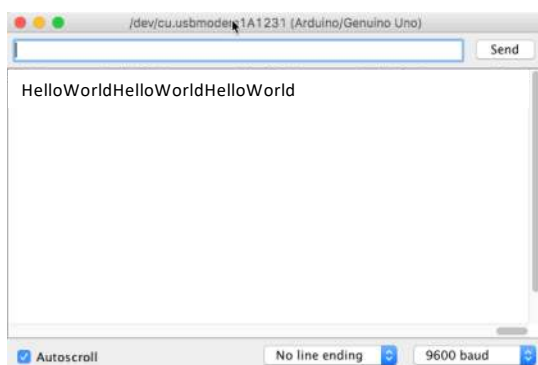 /dev/cu.usbmodem1A1231 (Arduino/Genuino Uno)
Send
HelloWorldHelloWorldHelloWorld
Autoscroll
No line ending
9600 baud